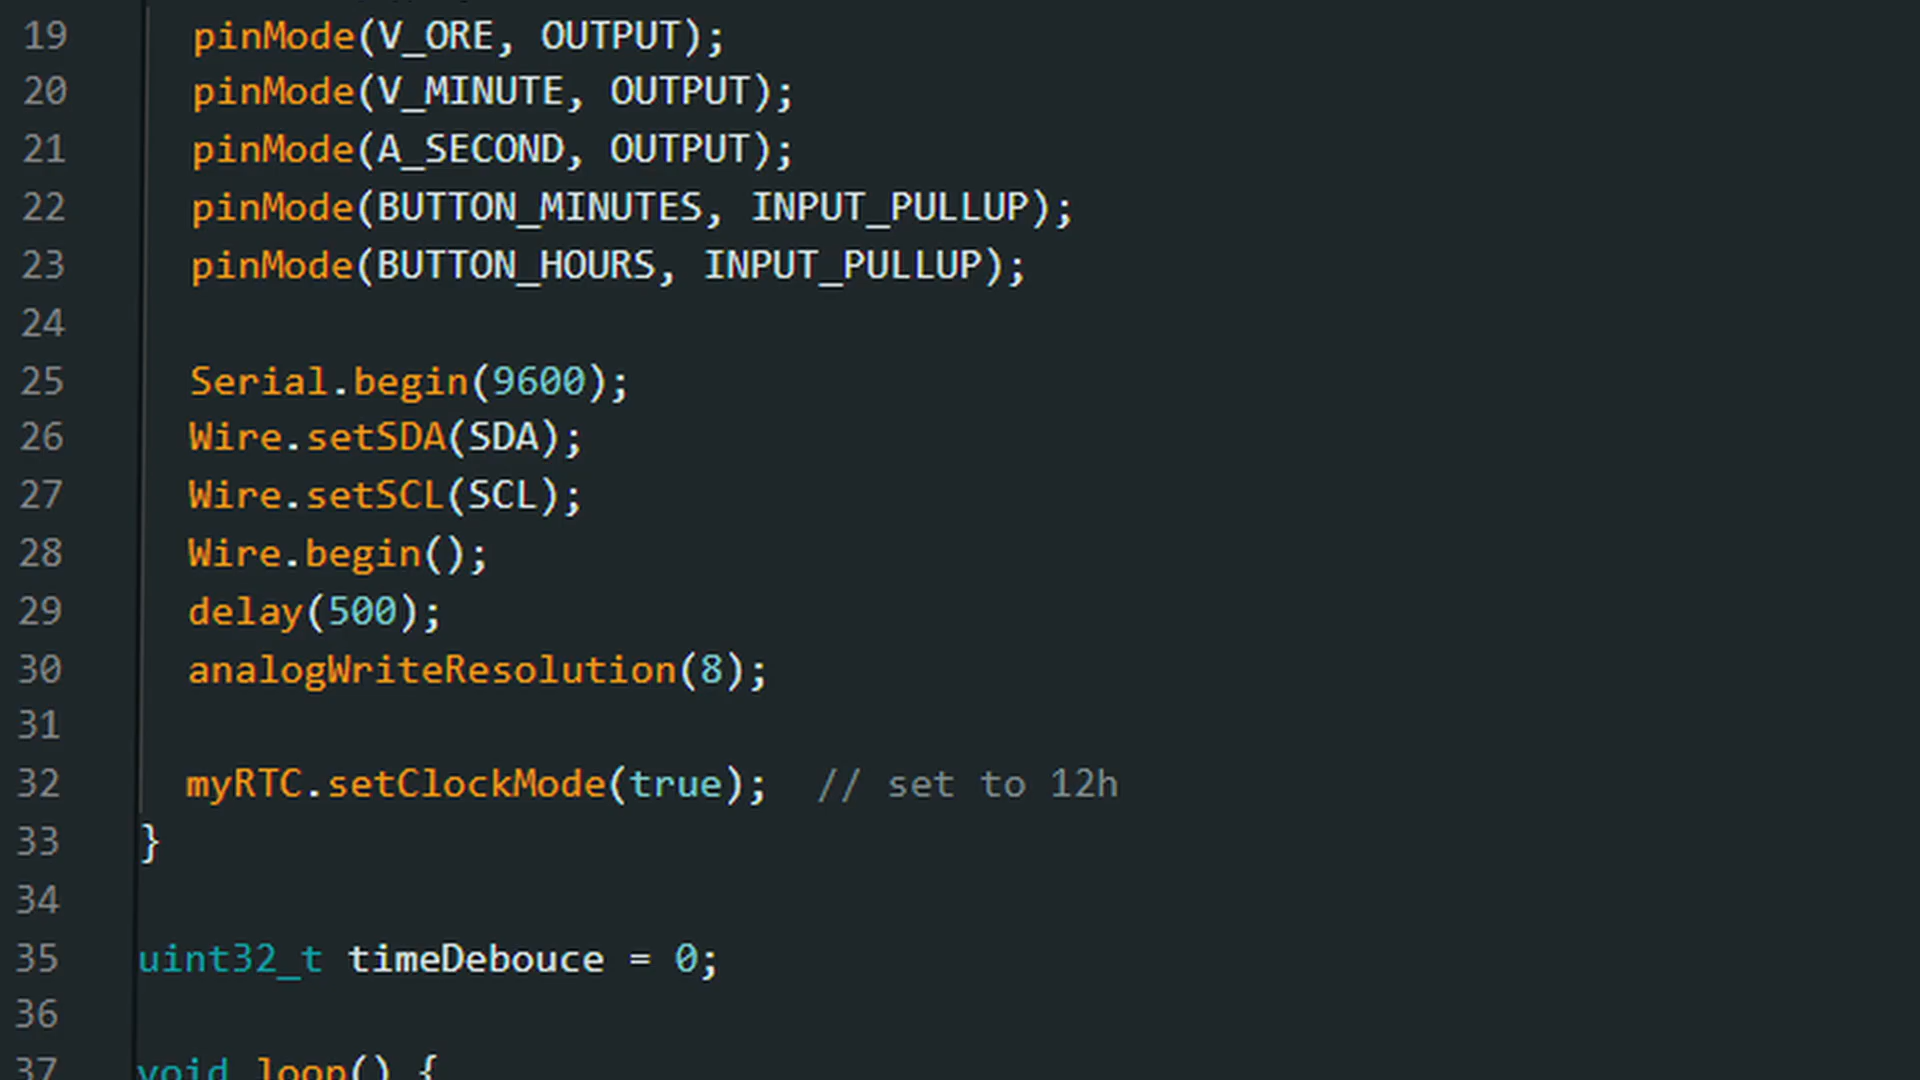 19 pinMode(V_ORE, OUTPUT);
20 pinMode(V_MINUTE, OUTPUT);
21 pinMode(A_SECOND, OUTPUT);
22 pinMode(BUTTON_MINUTES, INPUT_PULLUP);
23 pinMode(BUTTON_HOURS, INPUT_PULLUP);
24
25 Serial.begin(9600);
26 Wire.setSDA(SDA);
27 Wire.setSCL(SCL);
28 Wire.begin();
29 delay(500);
30 analogWriteResolution(8);
31
32 myRTC.setClockMode(true);  // set to 12h
33 }
34
35 uint32_t timeDebouce = 0;
36
37 void loop() {